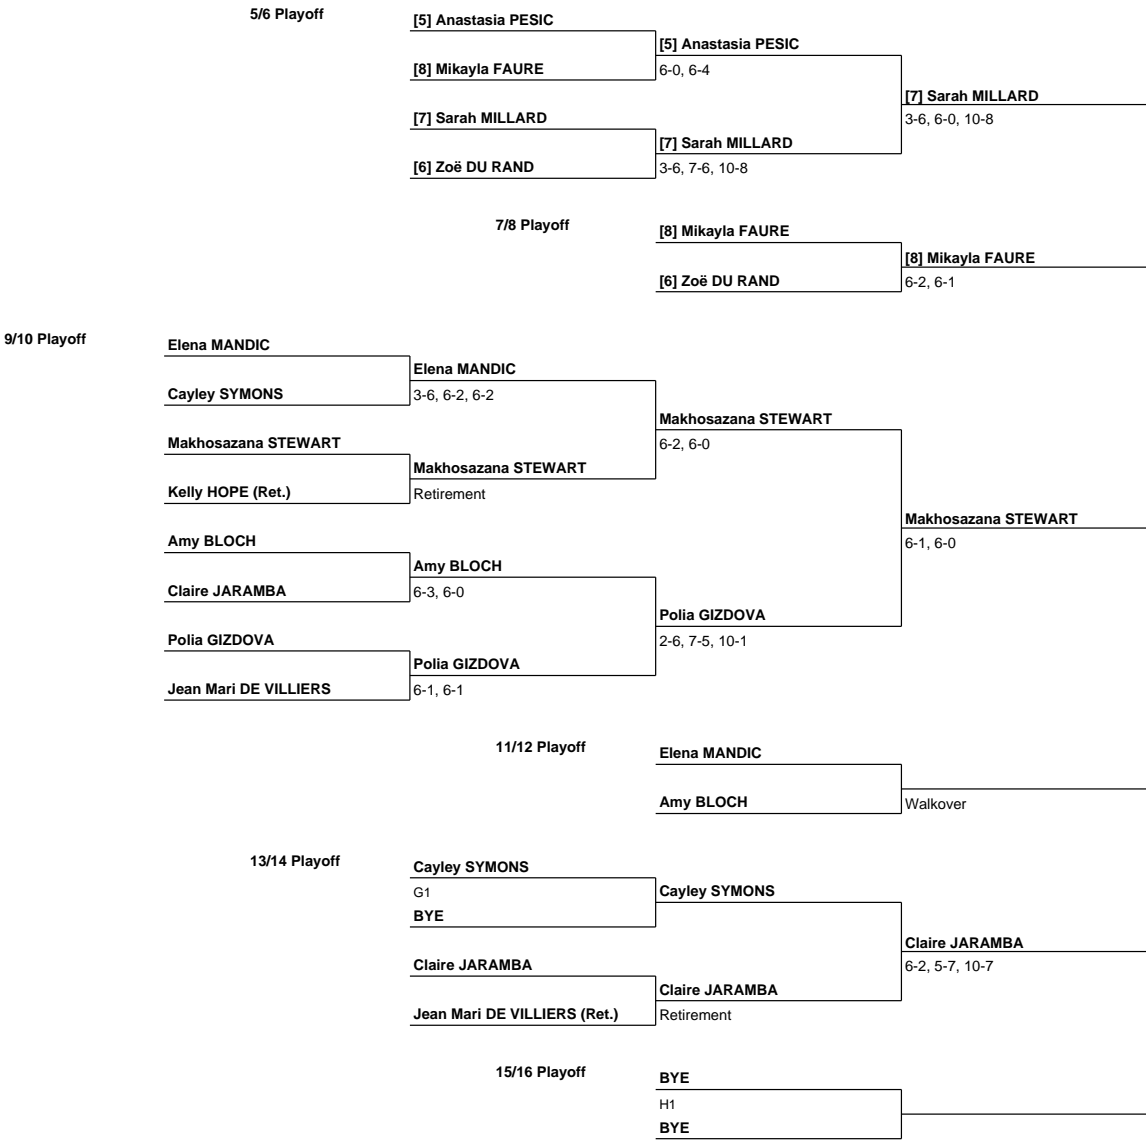 5/6 Playoff
[5] Anastasia PESIC
[5] Anastasia PESIC
[8] Mikayla FAURE
6-0, 6-4
[7] Sarah MILLARD
[7] Sarah MILLARD
3-6, 6-0, 10-8
[7] Sarah MILLARD
[6] Zoë DU RAND
3-6, 7-6, 10-8
7/8 Playoff
[8] Mikayla FAURE
[8] Mikayla FAURE
[6] Zoë DU RAND
6-2, 6-1
9/10 Playoff
Elena MANDIC
Elena MANDIC
Cayley SYMONS
3-6, 6-2, 6-2
Makhosazana STEWART
Makhosazana STEWART
6-2, 6-0
Makhosazana STEWART
Kelly HOPE (Ret.)
Retirement
Makhosazana STEWART
Amy BLOCH
6-1, 6-0
Amy BLOCH
Claire JARAMBA
6-3, 6-0
Polia GIZDOVA
Polia GIZDOVA
2-6, 7-5, 10-1
Polia GIZDOVA
Jean Mari DE VILLIERS
6-1, 6-1
11/12 Playoff
Elena MANDIC
Amy BLOCH
Walkover
13/14 Playoff
Cayley SYMONS
G1
Cayley SYMONS
BYE
Claire JARAMBA
Claire JARAMBA
6-2, 5-7, 10-7
Claire JARAMBA
Jean Mari DE VILLIERS (Ret.)
Retirement
15/16 Playoff
BYE
H1
BYE